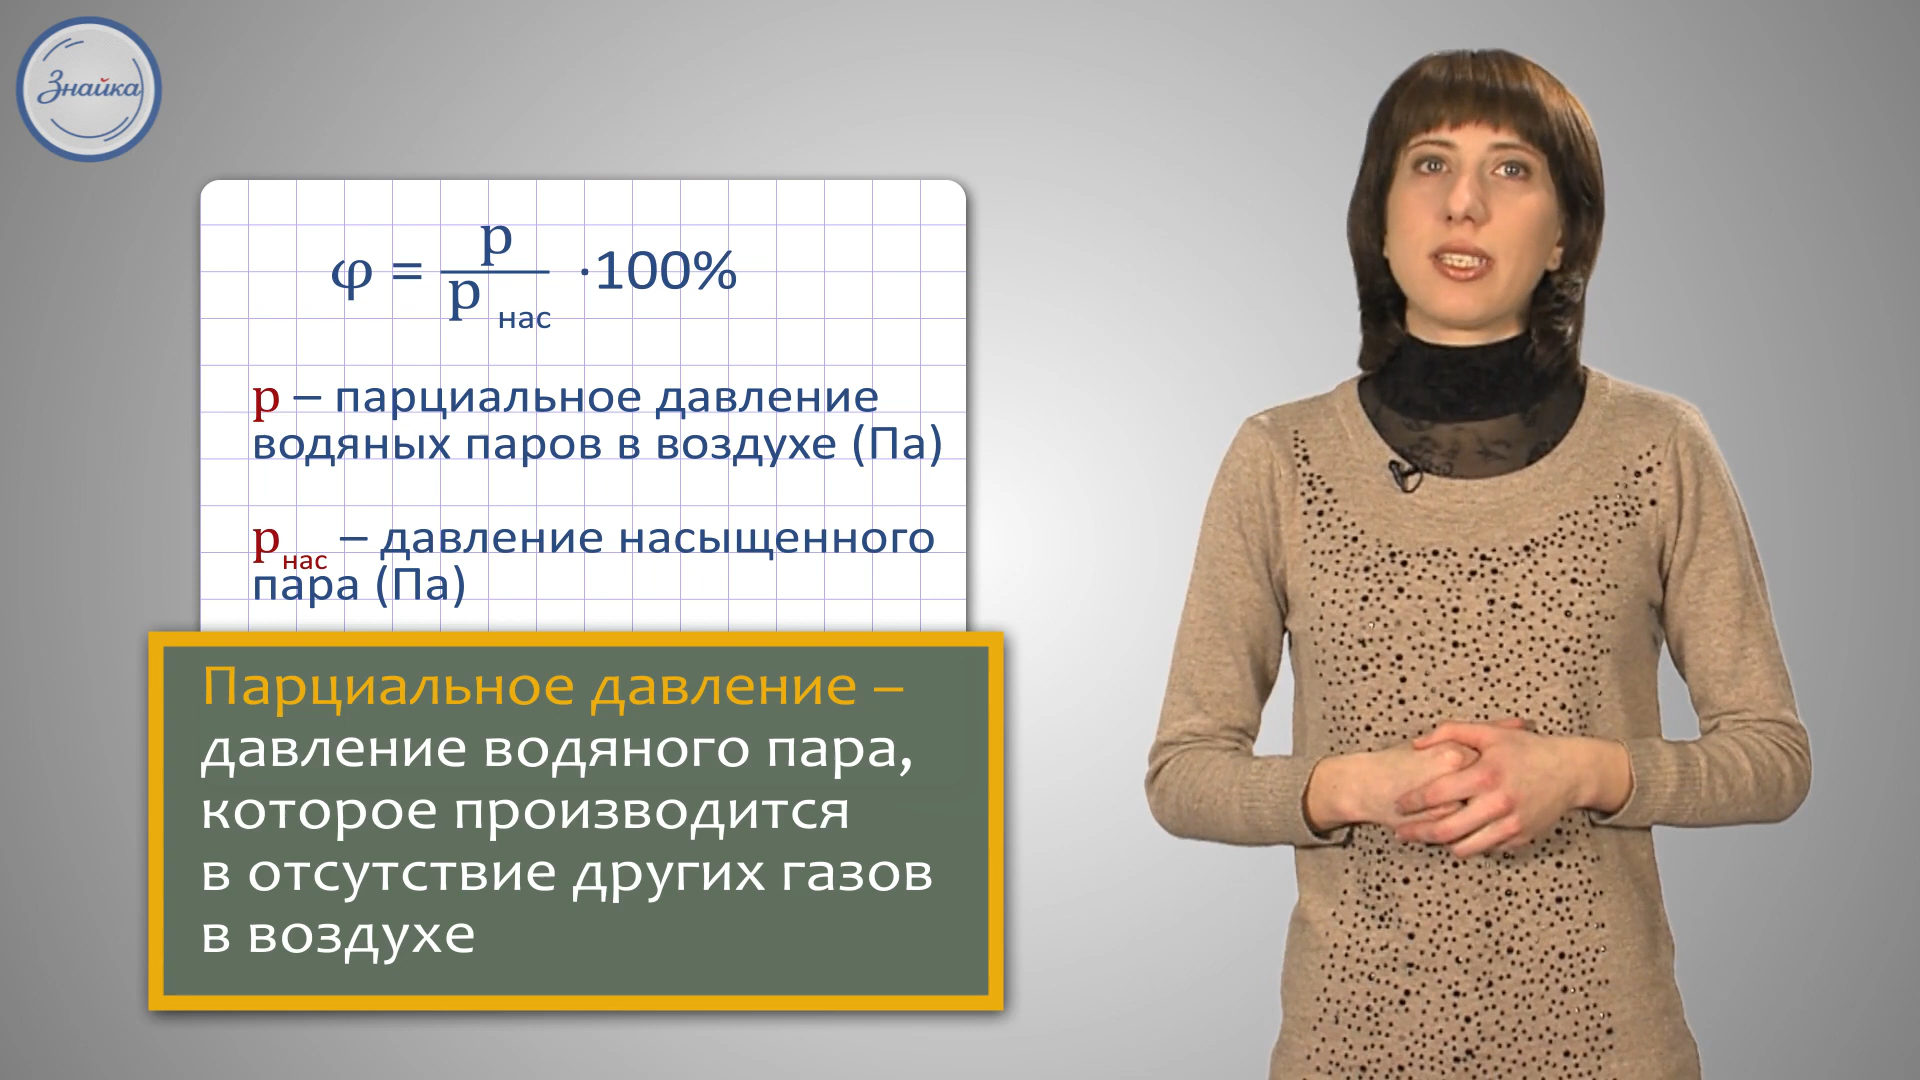 Знайка
φ = p / p нас ·100%
p – парциальное давление
водяных паров в воздухе (Па)
pнас – давление насыщенного
пара (Па)
Парциальное давление –
давление водяного пара,
которое производится
в отсутствие других газов
в воздухе